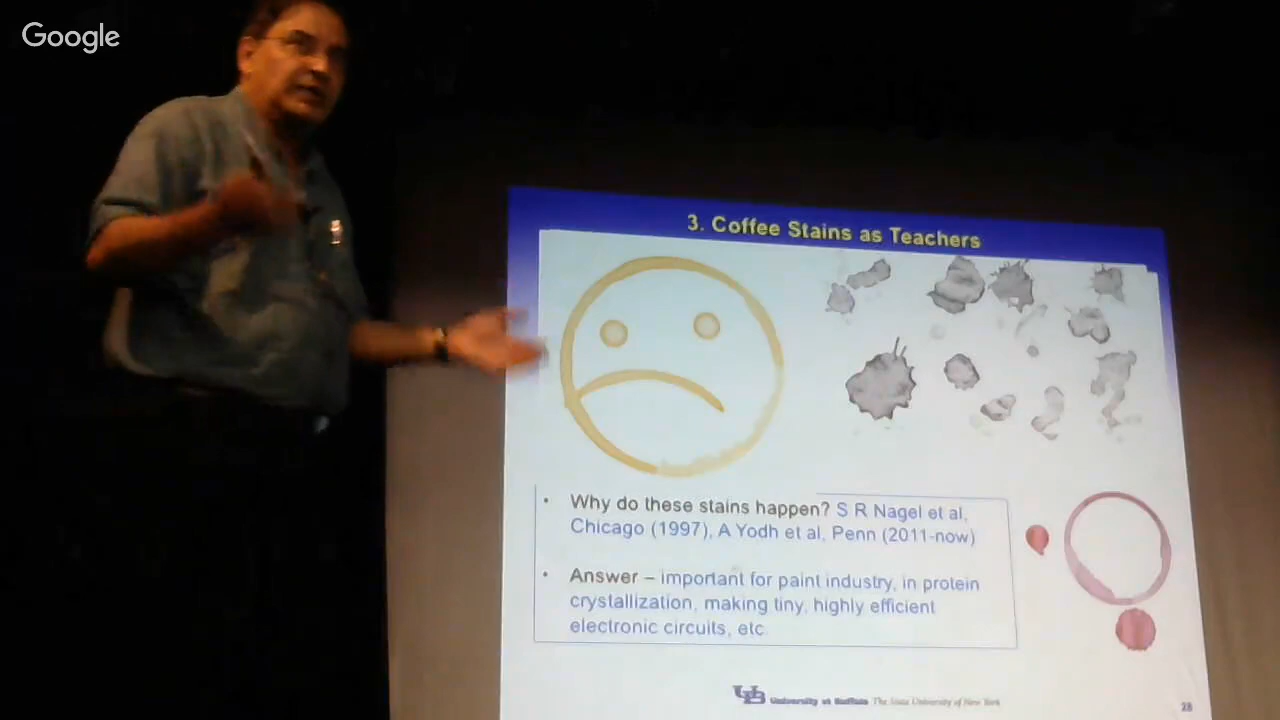 Google
3. Coffee Stains as Teachers
• Why do these stains happen? S R Nagel et al,
Chicago (1997), A Yodh et al, Penn (2011-now)
• Answer – important for paint industry, in protein
crystallization, making tiny, highly efficient
electronic circuits, etc
UB University at Buffalo The State University of New York
28